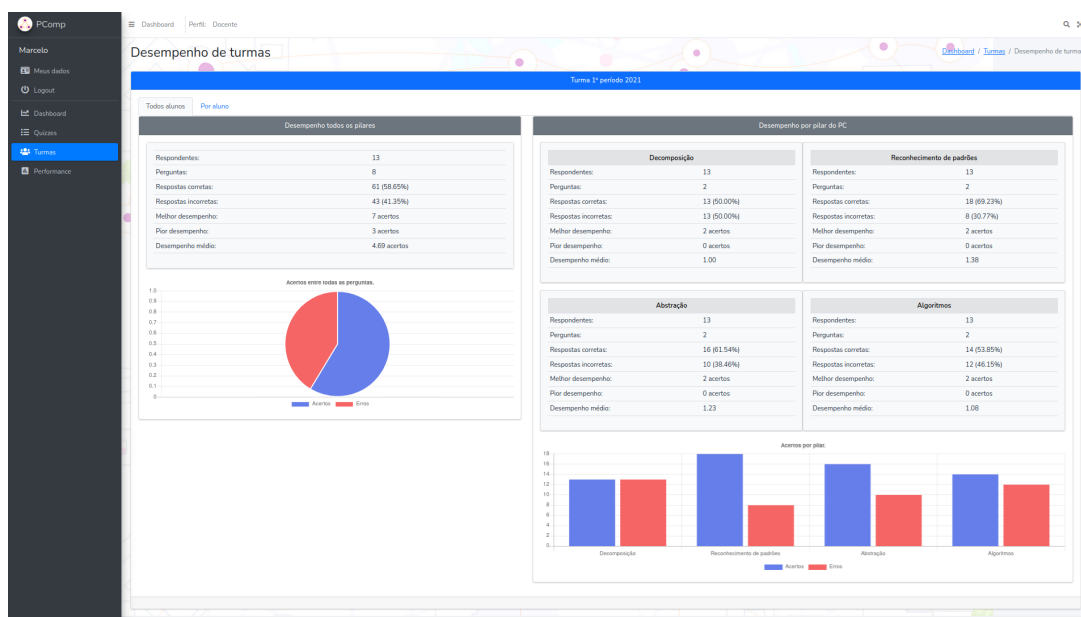 PComp
Dashboard Perfil: Docente
Marcelo
Meus dados
Logout
Dashboard
Quizzes
Turmas
Performance
Desempenho de turmas
Dashboard / Turmas / Desempenho de turma
Turma 1º período 2021
Todos alunos Por aluno
Desempenho todos os pilares
Respondentes: 13
Perguntas: 8
Respostas corretas: 61 (58.65%)
Respostas incorretas: 43 (41.35%)
Melhor desempenho: 7 acertos
Pior desempenho: 3 acertos
Desempenho médio: 4.69 acertos
Acertos entre todas as perguntas.
1.0
0.9
0.8
0.7
0.6
0.5
0.4
0.3
0.2
0.1
0
Acertos Erros
Desempenho por pilar do PC
Decomposição
Respondentes: 13
Perguntas: 2
Respostas corretas: 13 (50.00%)
Respostas incorretas: 13 (50.00%)
Melhor desempenho: 2 acertos
Pior desempenho: 0 acertos
Desempenho médio: 1.00
Reconhecimento de padrões
Respondentes: 13
Perguntas: 2
Respostas corretas: 18 (69.23%)
Respostas incorretas: 8 (30.77%)
Melhor desempenho: 2 acertos
Pior desempenho: 0 acertos
Desempenho médio: 1.38
Abstração
Respondentes: 13
Perguntas: 2
Respostas corretas: 16 (61.54%)
Respostas incorretas: 10 (38.46%)
Melhor desempenho: 2 acertos
Pior desempenho: 0 acertos
Desempenho médio: 1.23
Algoritmos
Respondentes: 13
Perguntas: 2
Respostas corretas: 14 (53.85%)
Respostas incorretas: 12 (46.15%)
Melhor desempenho: 2 acertos
Pior desempenho: 0 acertos
Desempenho médio: 1.08
Acertos por pilar.
18
16
14
12
10
8
6
4
2
0
Decomposição Reconhecimento de padrões Abstração Algoritmos
Acertos Erros